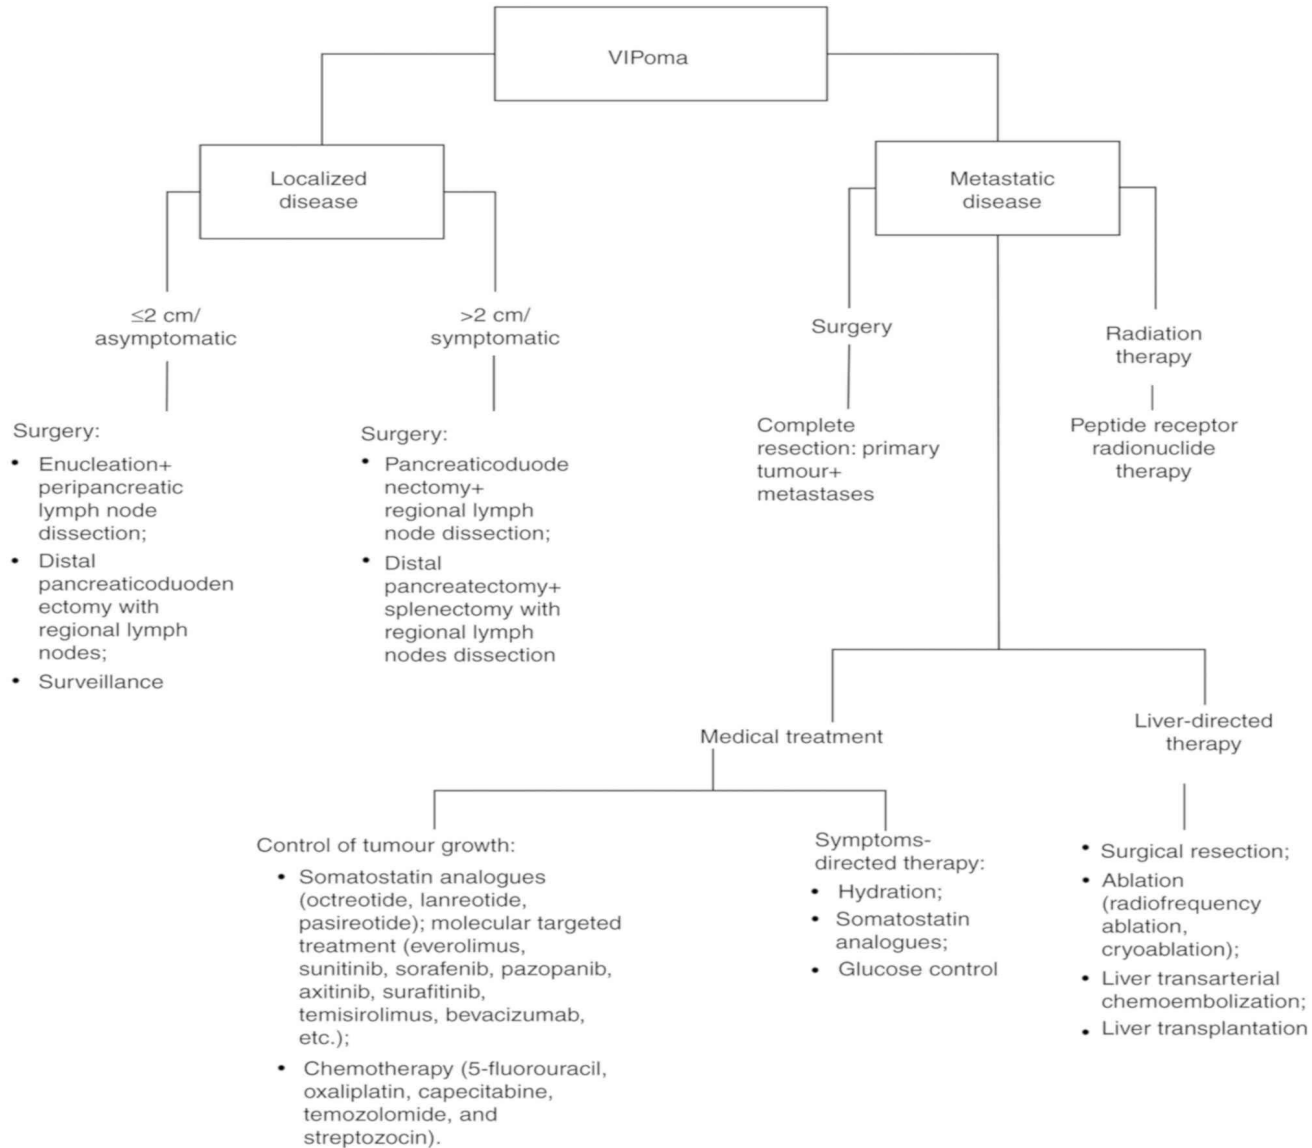 VIPoma
Localized
disease
Metastatic
disease
≤2 cm/
asymptomatic
>2 cm/
symptomatic
Surgery
Radiation
therapy
Surgery:
• Enucleation+
peripancreatic
lymph node
dissection;
• Distal
pancreaticoduoden
ectomy with
regional lymph
nodes;
• Surveillance
Surgery:
• Pancreaticoduode
nectomy+
regional lymph
node dissection;
• Distal
pancreatectomy+
splenectomy with
regional lymph
nodes dissection
Complete
resection: primary
tumour+
metastases
Peptide receptor
radionuclide
therapy
Medical treatment
Liver-directed
therapy
Control of tumour growth:
• Somatostatin analogues
(octreotide, lanreotide,
pasireotide); molecular targeted
treatment (everolimus,
sunitinib, sorafenib, pazopanib,
axitinib, surafitinib,
temisirolimus, bevacizumab,
etc.);
• Chemotherapy (5-fluorouracil,
oxaliplatin, capecitabine,
temozolomide, and
streptozocin).
Symptoms-
directed therapy:
• Hydration;
• Somatostatin
analogues;
• Glucose control
• Surgical resection;
• Ablation
(radiofrequency
ablation,
cryoablation);
• Liver transarterial
chemoembolization;
• Liver transplantation